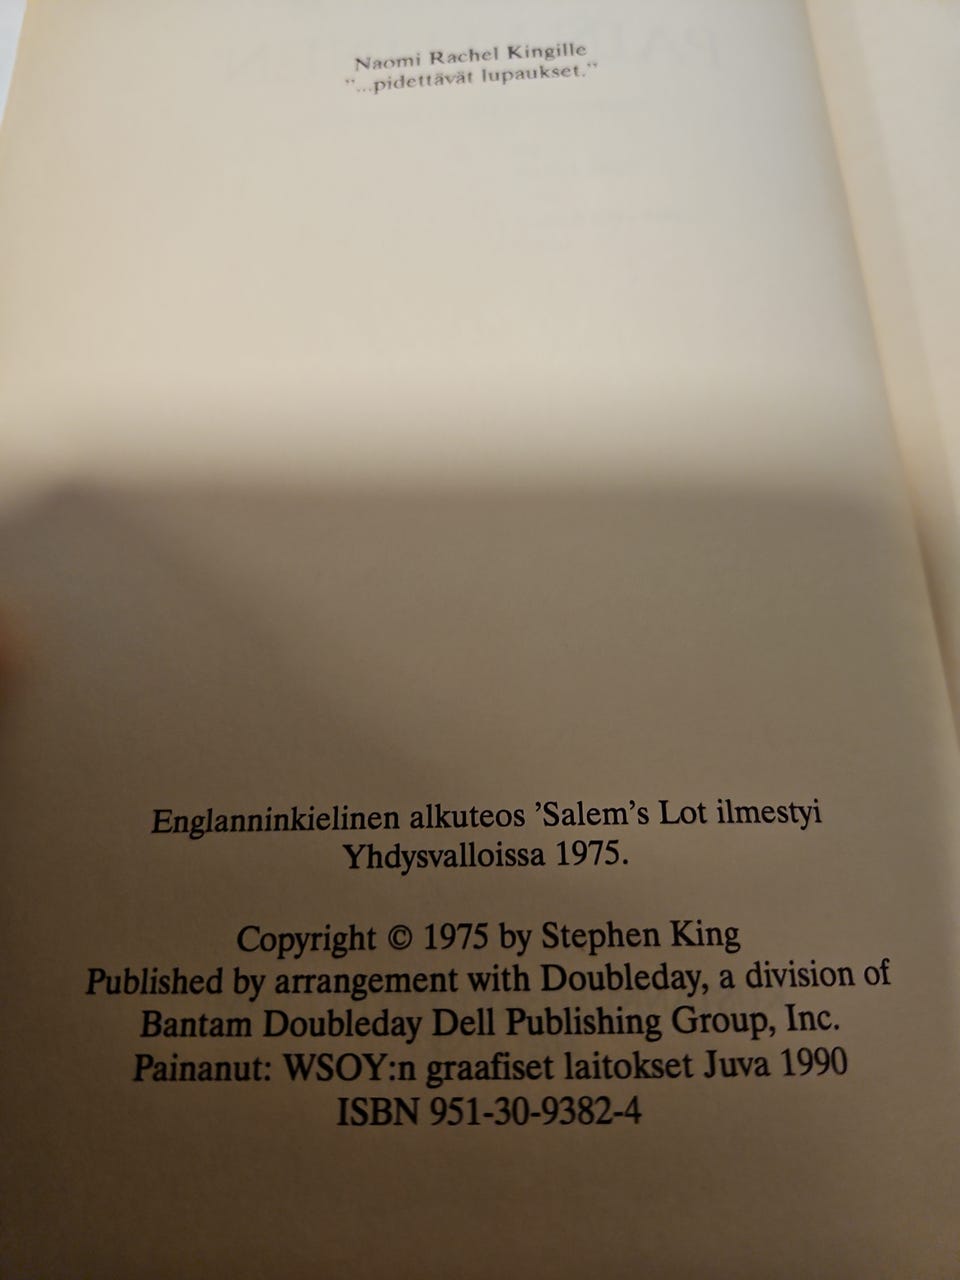 Naomi Rachel Kingille
"...pidettävät lupaukset."
Englanninkielinen alkuteos ’Salem’s Lot ilmestyi
Yhdysvalloissa 1975.
Copyright © 1975 by Stephen King
Published by arrangement with Doubleday, a division of
Bantam Doubleday Dell Publishing Group, Inc.
Painanut: WSOY:n graafiset laitokset Juva 1990
ISBN 951-30-9382-4